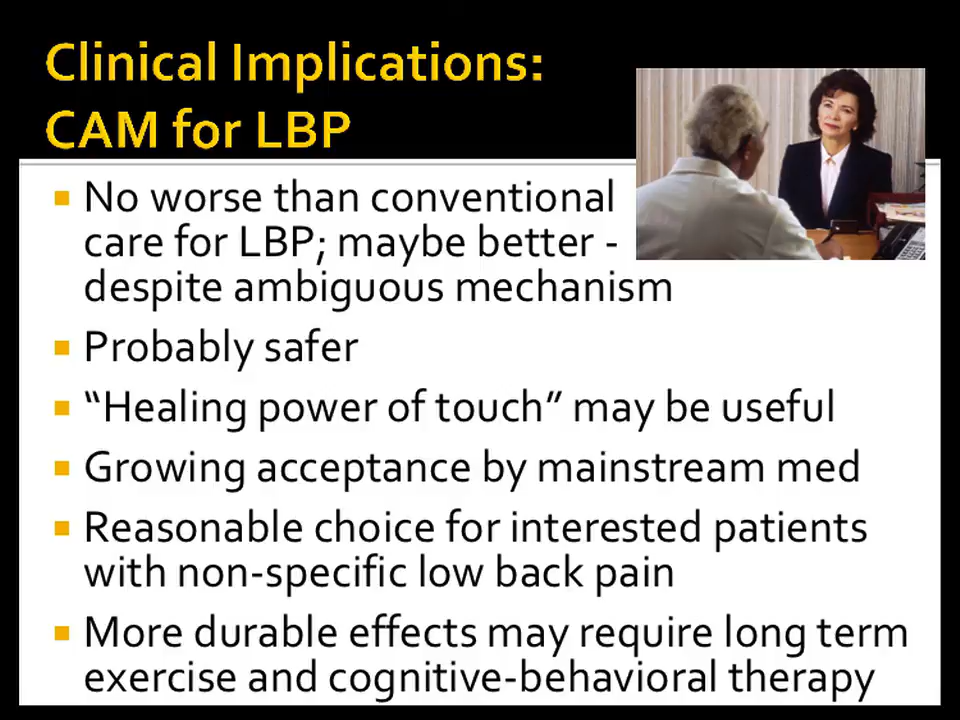 Clinical Implications:
CAM for LBP
No worse than conventional
care for LBP; maybe better -
despite ambiguous mechanism
Probably safer
“Healing power of touch” may be useful
Growing acceptance by mainstream med
Reasonable choice for interested patients
with non-specific low back pain
More durable effects may require long term
exercise and cognitive-behavioral therapy